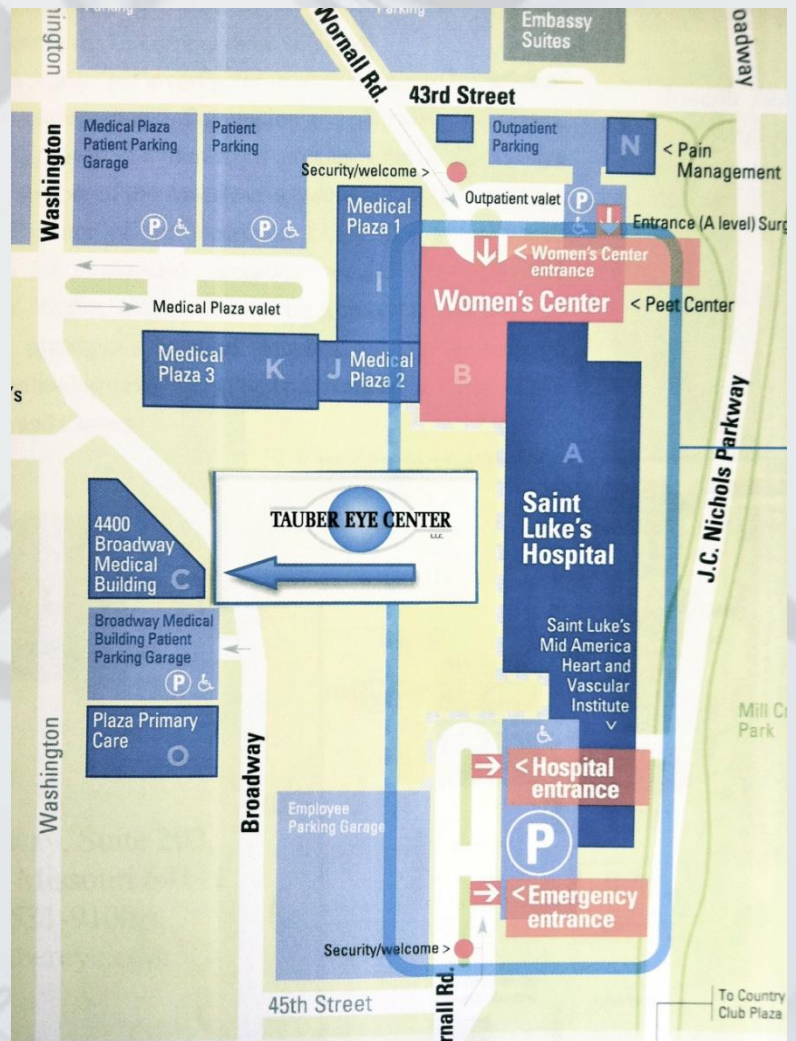 Parking
Parking
Embassy
Suites
Wornall Rd.
43rd Street
Washington
Medical Plaza
Patient Parking
Garage
P
Patient
Parking
P
Security/welcome >
Outpatient
Parking
N
< Pain
Management
Medical
Plaza 1
I
Outpatient valet
P
Entrance (A level)
< Women's Center
entrance
Women's Center
< Peet Center
B
Medical Plaza valet
Medical
Plaza 3
K
J
Medical
Plaza 2
A
Saint
Luke's
Hospital
J.C. Nichols Parkway
TAUBER EYE CENTER
L.L.C.
4400
Broadway
Medical
Building
C
Broadway Medical
Building Patient
Parking Garage
P
Saint Luke's
Mid America
Heart and
Vascular
Institute
Plaza Primary
Care
O
Washington
Broadway
Park
< Hospital
entrance
Employee
Parking Garage
P
< Emergency
entrance
Security/welcome >
Rd.
45th Street
To Country
Club Plaza